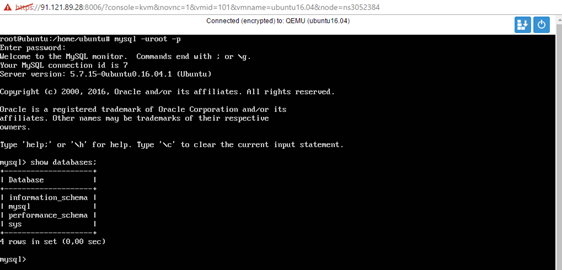 https://91.121.89.28:8006/?console=kvm&novnc=1&vmid=101&vmname=ubuntu16.04&node=ns3052384
Connected (encrypted) to: QEMU (ubuntu16.04)
root@ubuntu:/home/ubuntu# mysql -uroot -p
Enter password:
Welcome to the MySQL monitor.  Commands end with ; or \g.
Your MySQL connection id is 7
Server version: 5.7.15-0ubuntu0.16.04.1 (Ubuntu)
Copyright (c) 2000, 2016, Oracle and/or its affiliates. All rights reserved.
Oracle is a registered trademark of Oracle Corporation and/or its
affiliates. Other names may be trademarks of their respective
owners.
Type 'help;' or '\h' for help. Type '\c' to clear the current input statement.
mysql> show databases;
+--------------------+
| Database           |
+--------------------+
| information_schema |
| mysql              |
| performance_schema |
| sys                |
+--------------------+
4 rows in set (0,00 sec)
mysql>